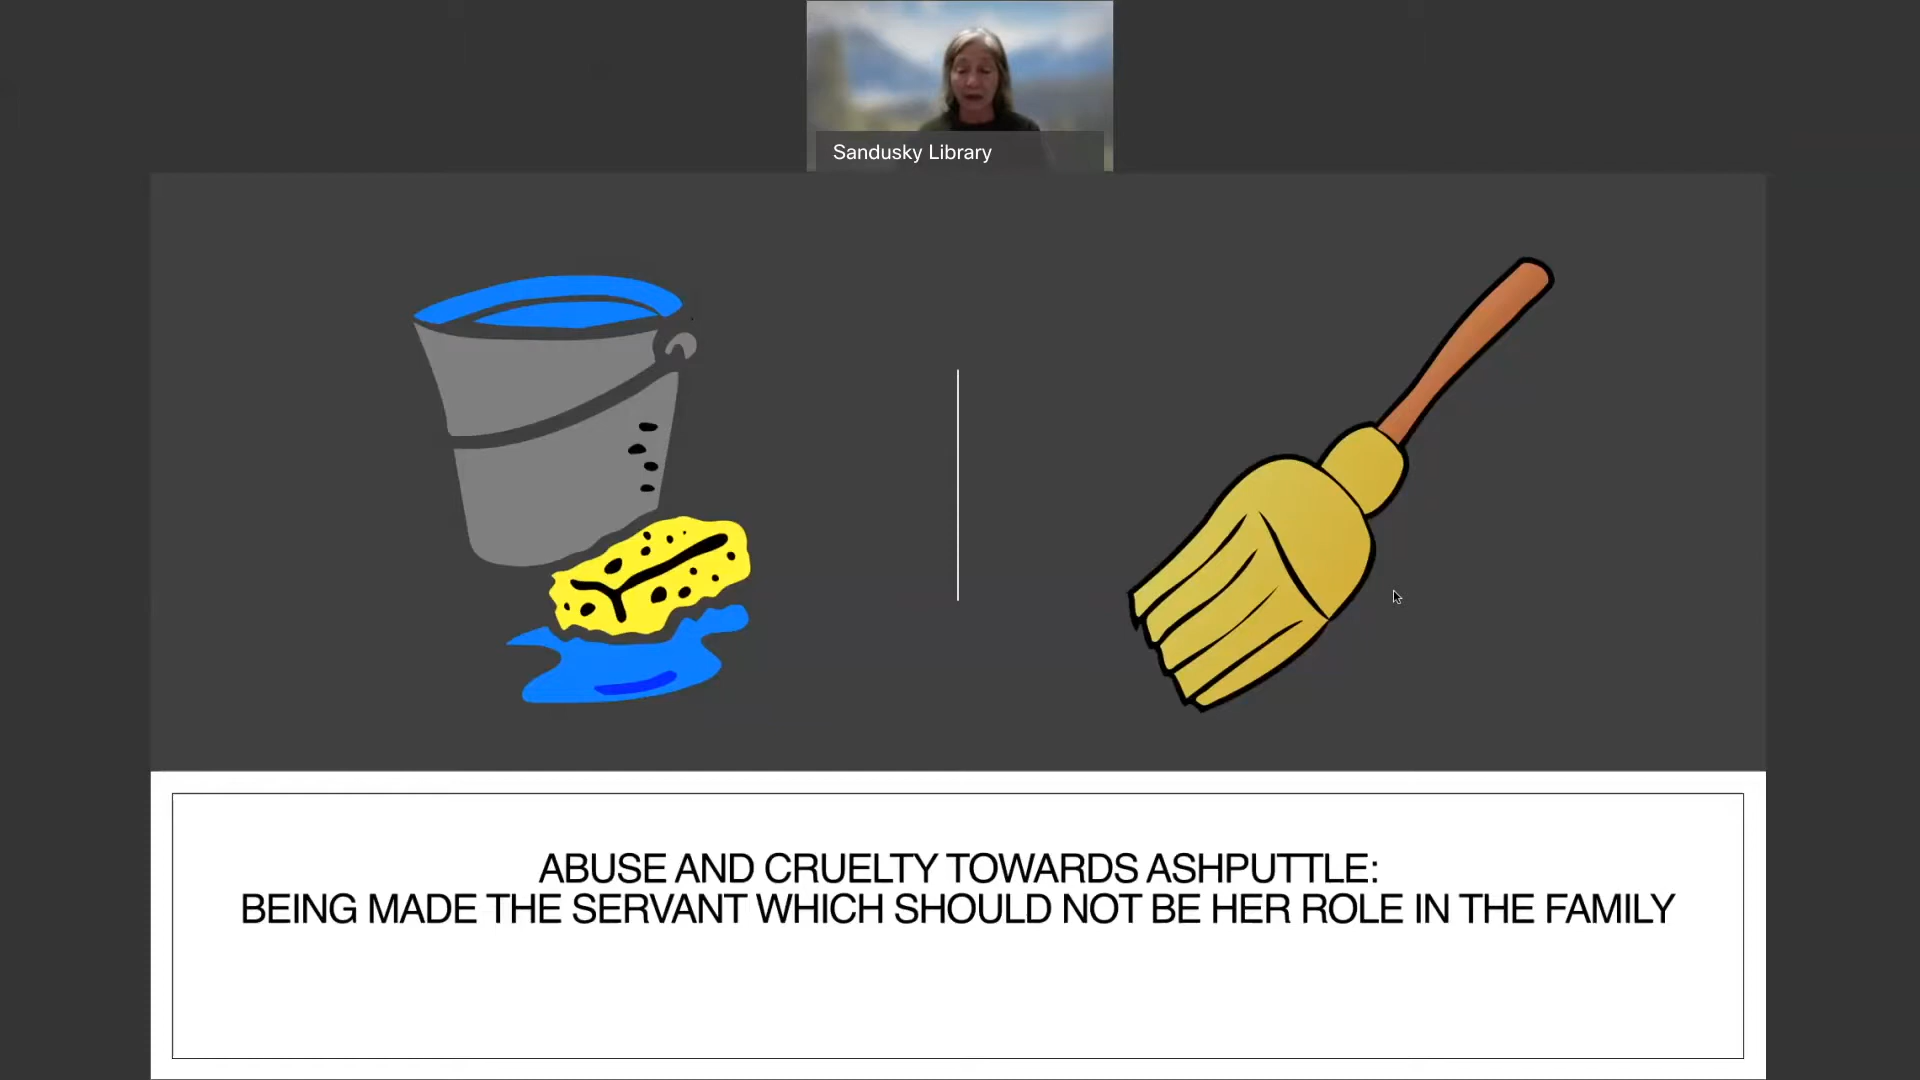 Sandusky Library
ABUSE AND CRUELTY TOWARDS ASHPUTTLE:
BEING MADE THE SERVANT WHICH SHOULD NOT BE HER ROLE IN THE FAMILY